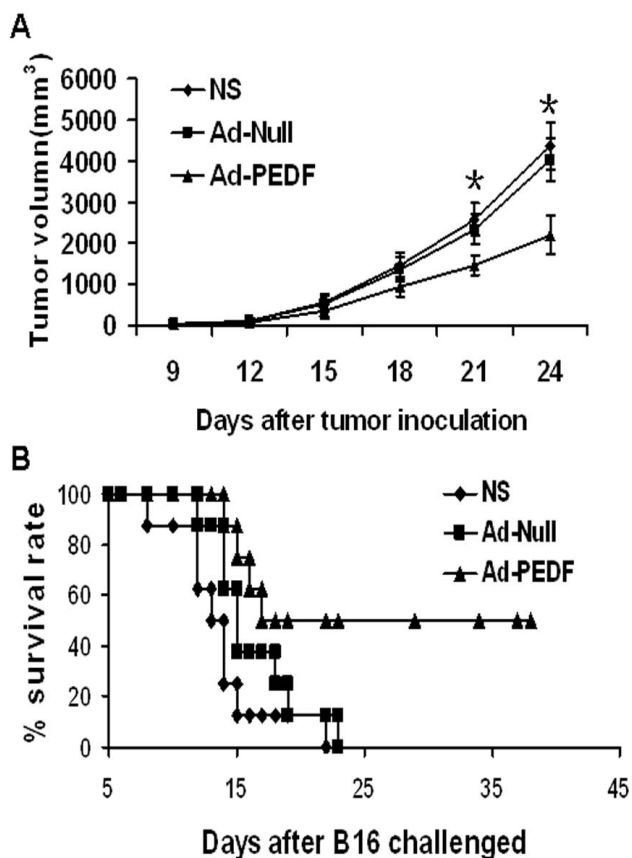 A
Tumor volumn(mm³)
6000
5000
4000
3000
2000
1000
0
NS
Ad-Null
Ad-PEDF
*
*
9 12 15 18 21 24
Days after tumor inoculation
B
% survival rate
100
80
60
40
20
0
NS
Ad-Null
Ad-PEDF
5 15 25 35 45
Days after B16 challenged